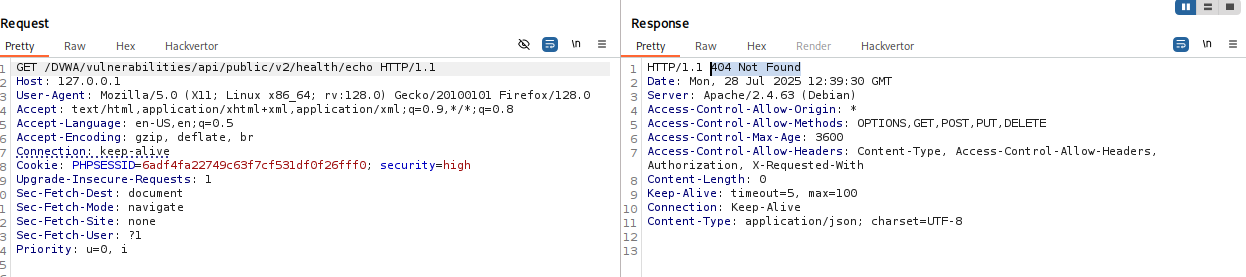 Request
Pretty Raw Hex Hackvertor \n
1 GET /DVWA/vulnerabilities/api/public/v2/health/echo HTTP/1.1
2 Host: 127.0.0.1
3 User-Agent: Mozilla/5.0 (X11; Linux x86_64; rv:128.0) Gecko/20100101 Firefox/128.0
4 Accept: text/html,application/xhtml+xml,application/xml;q=0.9,*/*;q=0.8
5 Accept-Language: en-US,en;q=0.5
6 Accept-Encoding: gzip, deflate, br
7 Connection: keep-alive
8 Cookie: PHPSESSID=6adf4fa22749c63f7cf531df0f26fff0; security=high
9 Upgrade-Insecure-Requests: 1
0 Sec-Fetch-Dest: document
1 Sec-Fetch-Mode: navigate
2 Sec-Fetch-Site: none
3 Sec-Fetch-User: ?1
4 Priority: u=0, i
5
Response
Pretty Raw Hex Render Hackvertor \n
1 HTTP/1.1 404 Not Found
2 Date: Mon, 28 Jul 2025 12:39:30 GMT
3 Server: Apache/2.4.63 (Debian)
4 Access-Control-Allow-Origin: *
5 Access-Control-Allow-Methods: OPTIONS,GET,POST,PUT,DELETE
6 Access-Control-Max-Age: 3600
7 Access-Control-Allow-Headers: Content-Type, Access-Control-Allow-Headers,
Authorization, X-Requested-With
8 Content-Length: 0
9 Keep-Alive: timeout=5, max=100
10 Connection: Keep-Alive
11 Content-Type: application/json; charset=UTF-8
12
13